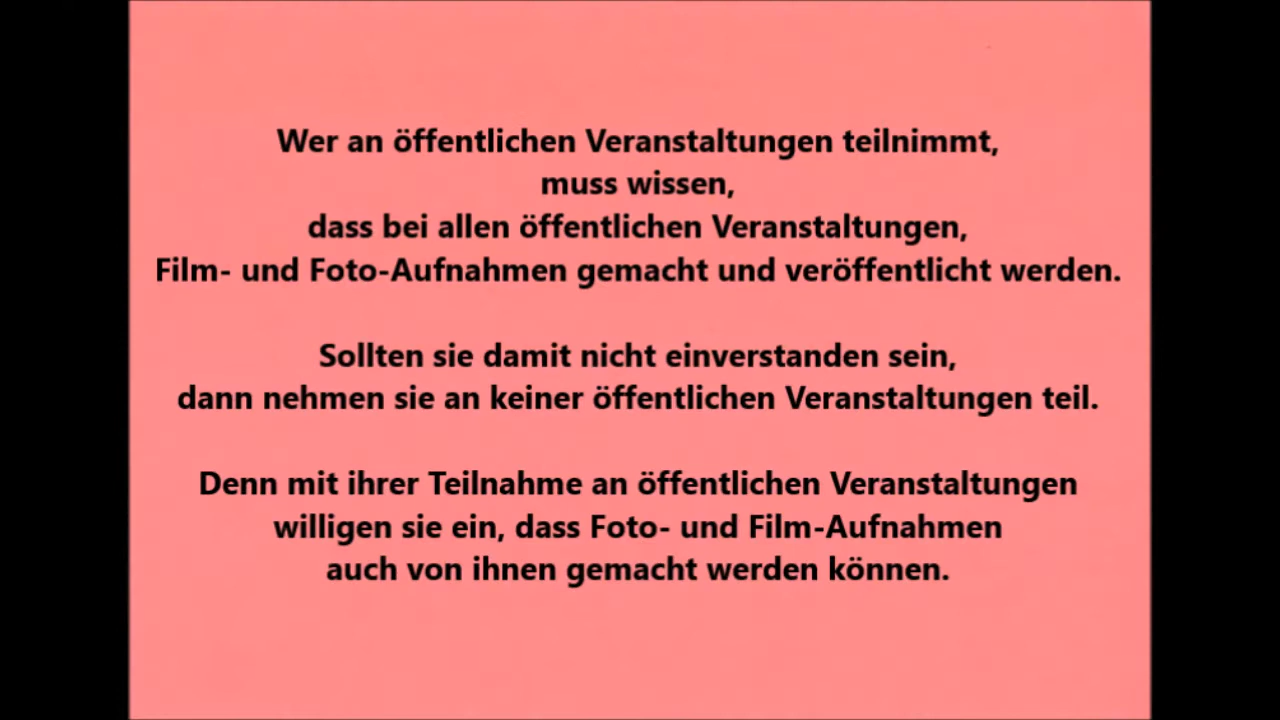 Wer an öffentlichen Veranstaltungen teilnimmt,
muss wissen,
dass bei allen öffentlichen Veranstaltungen,
Film- und Foto-Aufnahmen gemacht und veröffentlicht werden.
Sollten sie damit nicht einverstanden sein,
dann nehmen sie an keiner öffentlichen Veranstaltungen teil.
Denn mit ihrer Teilnahme an öffentlichen Veranstaltungen
willigen sie ein, dass Foto- und Film-Aufnahmen
auch von ihnen gemacht werden können.